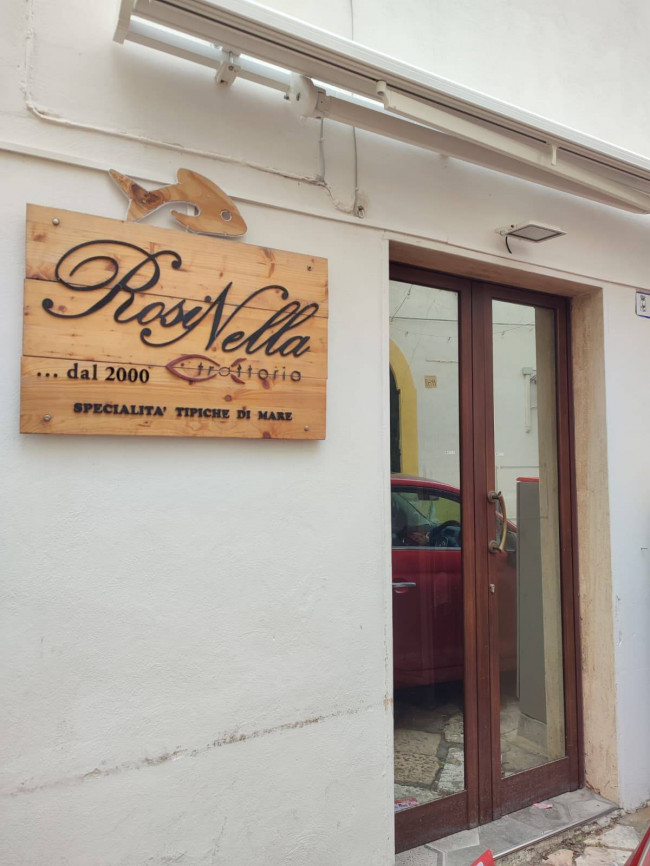 RosiNella
... dal 2000
trattoria
SPECIALITA' TIPICHE DI MARE